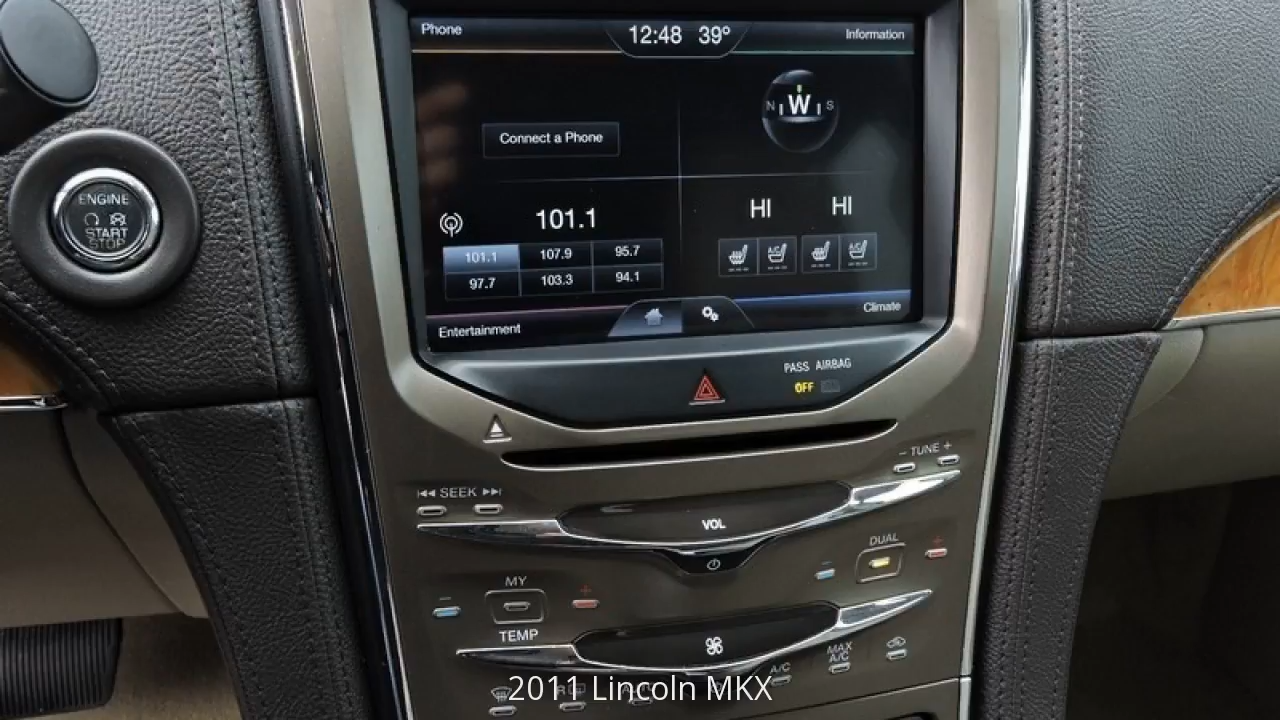 Phone
12:48 39°
Information
N W S
Connect a Phone
101.1
HI HI
101.1 107.9 95.7
97.7 103.3 94.1
A/C A/C
Entertainment
Climate
ENGINE
START
STOP
PASS AIRBAG
OFF
- TUNE +
SEEK
VOL
DUAL
- +
MY
- +
TEMP
MAX
A/C
A/C
R
2011 Lincoln MKX